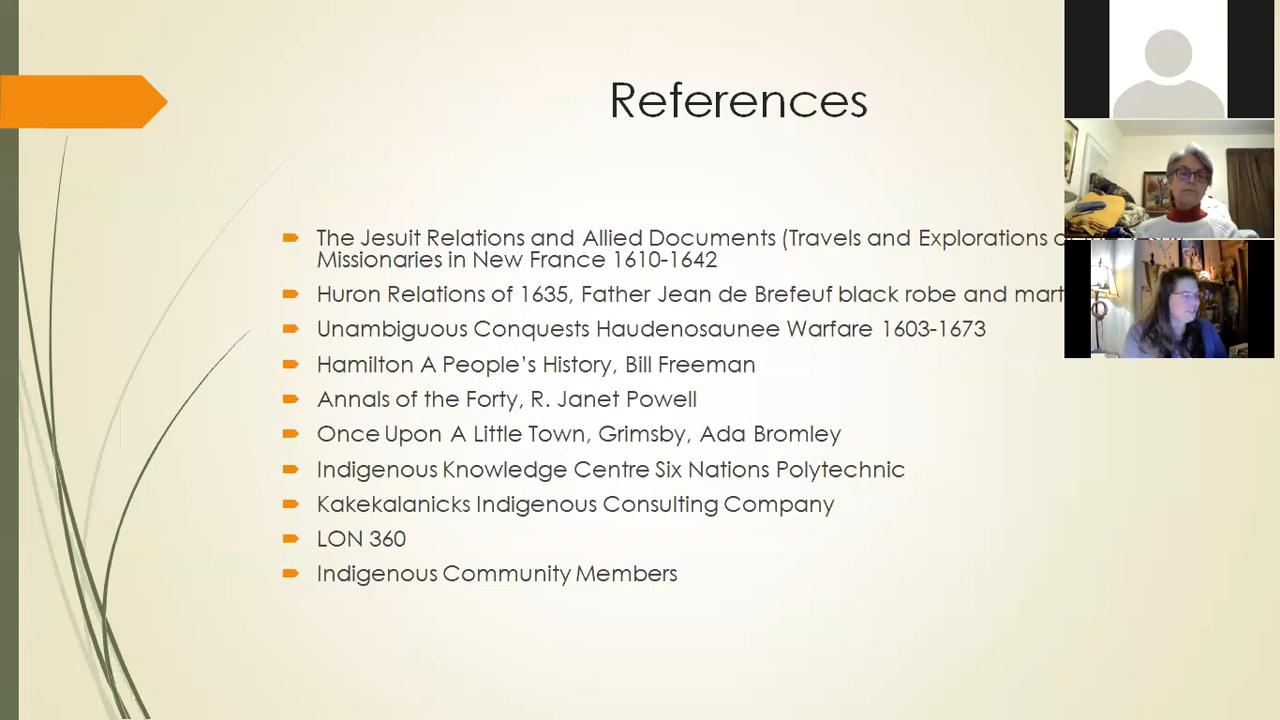 References
The Jesuit Relations and Allied Documents (Travels and Explorations
Missionaries in New France 1610-1642
Huron Relations of 1635, Father Jean de Brefeuf black robe and
Unambiguous Conquests Haudenosaunee Warfare 1603-1673
Hamilton A People's History, Bill Freeman
Annals of the Forty, R. Janet Powell
Once Upon A Little Town, Grimsby, Ada Bromley
Indigenous Knowledge Centre Six Nations Polytechnic
Kakekalanicks Indigenous Consulting Company
LON 360
Indigenous Community Members